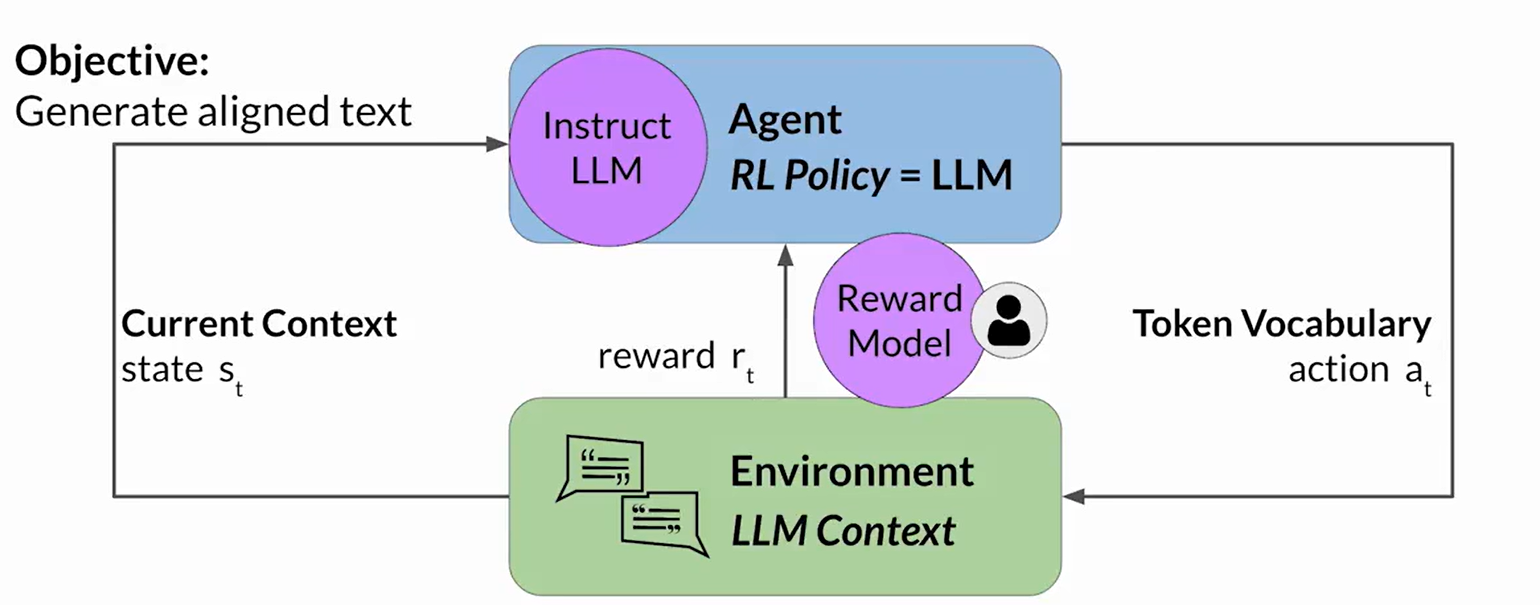 Objective:
Generate aligned text
Instruct
LLM
Agent
RL Policy = LLM
Current Context
state s_t
reward r_t
Reward
Model
Token Vocabulary
action a_t
Environment
LLM Context